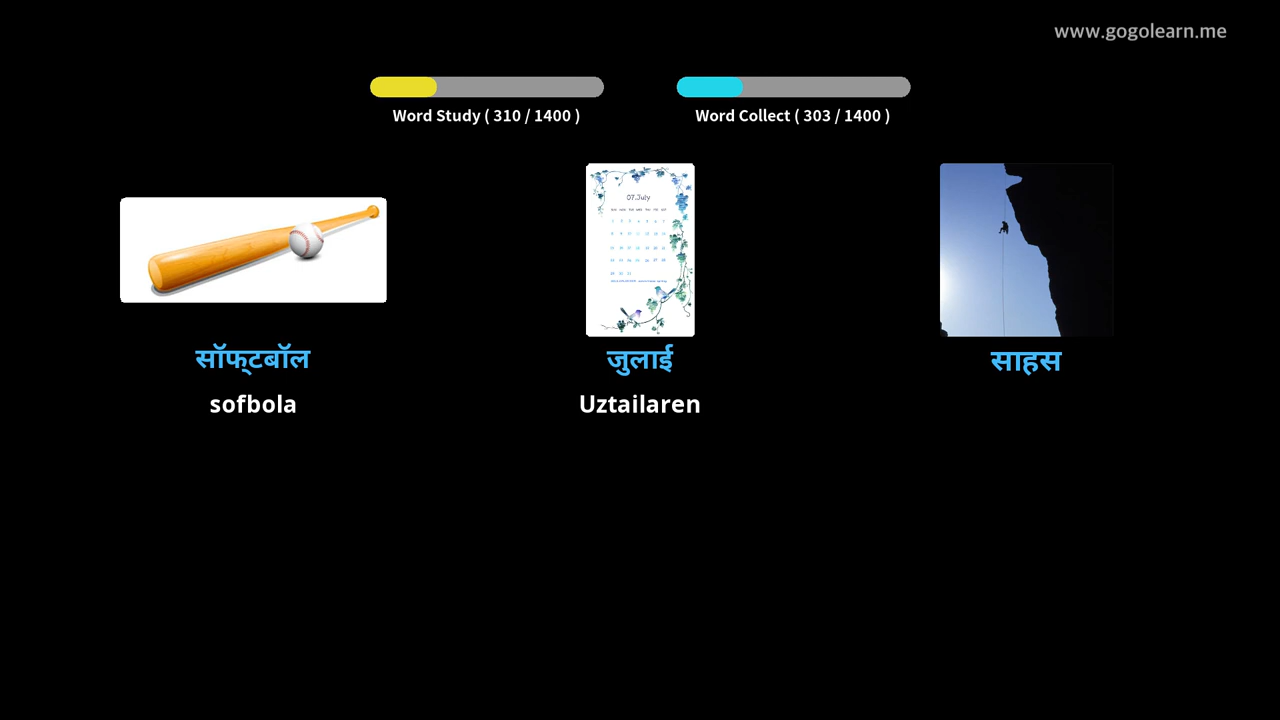 www.gogolearn.me
Word Study ( 310 / 1400 )
Word Collect ( 303 / 1400 )
07.July
सॉफ्टबॉल
जुलाई
साहस
sofbola
Uztailaren